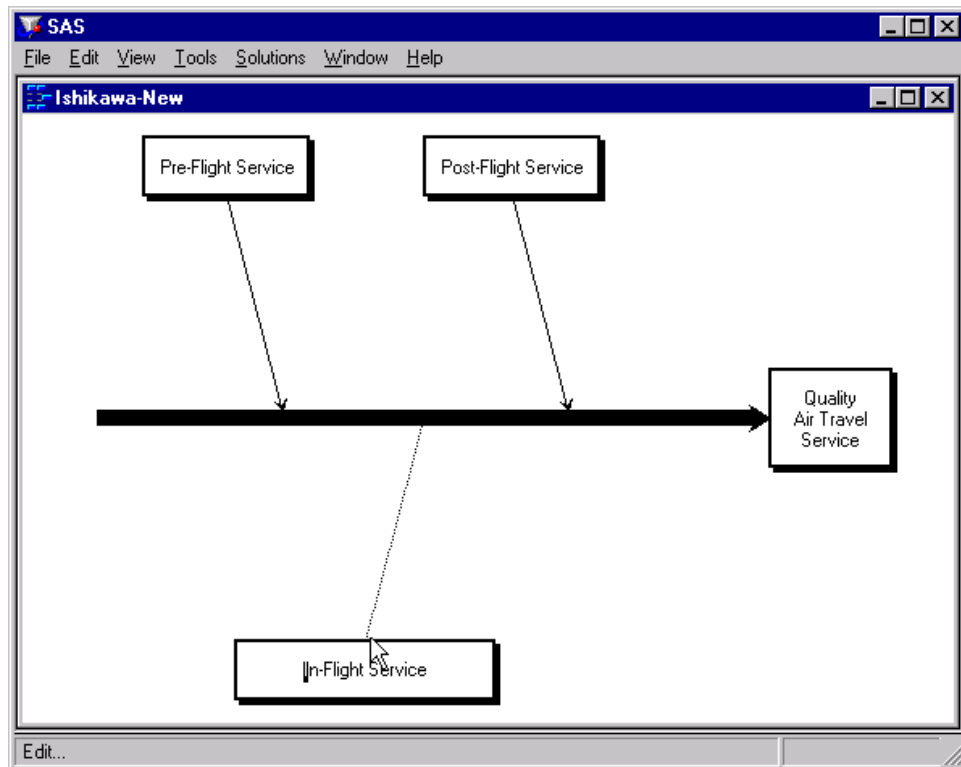 SAS
File Edit View Tools Solutions Window Help
Ishikawa-New
Pre-Flight Service
Post-Flight Service
Quality
Air Travel
Service
In-Flight Service
Edit...